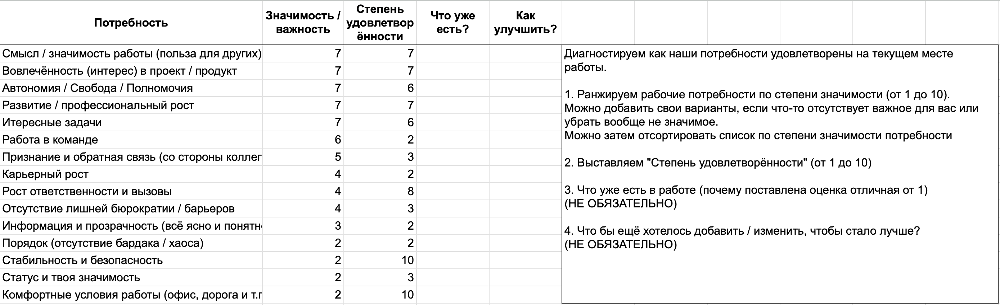 Потребность
Значимость /
важность
Степень
удовлетвор
ённости
Что уже
есть?
Как
улучшить?
Смысл / значимость работы (польза для других) 7 7
Вовлечённость (интерес) в проект / продукт 7 7
Автономия / Свобода / Полномочия 7 6
Развитие / профессиональный рост 7 7
Итересные задачи 7 6
Работа в команде 6 2
Признание и обратная связь (со стороны коллег 5 3
Карьерный рост 4 2
Рост ответственности и вызовы 4 8
Отсутствие лишней бюрократии / барьеров 4 3
Информация и прозрачность (всё ясно и понятно 3 2
Порядок (отсутствие бардака / хаоса) 2 2
Стабильность и безопасность 2 10
Статус и твоя значимость 2 3
Комфортные условия работы (офис, дорога и т.п 2 10
Диагностируем как наши потребности удовлетворены на текущем месте
работы.
1. Ранжируем рабочие потребности по степени значимости (от 1 до 10).
Можно добавить свои варианты, если что-то отсутствует важное для вас или
убрать вообще не значимое.
Можно затем отсортировать список по степени значимости потребности
2. Выставляем "Степень удовлетворённости" (от 1 до 10)
3. Что уже есть в работе (почему поставлена оценка отличная от 1)
(НЕ ОБЯЗАТЕЛЬНО)
4. Что бы ещё хотелось добавить / изменить, чтобы стало лучше?
(НЕ ОБЯЗАТЕЛЬНО)